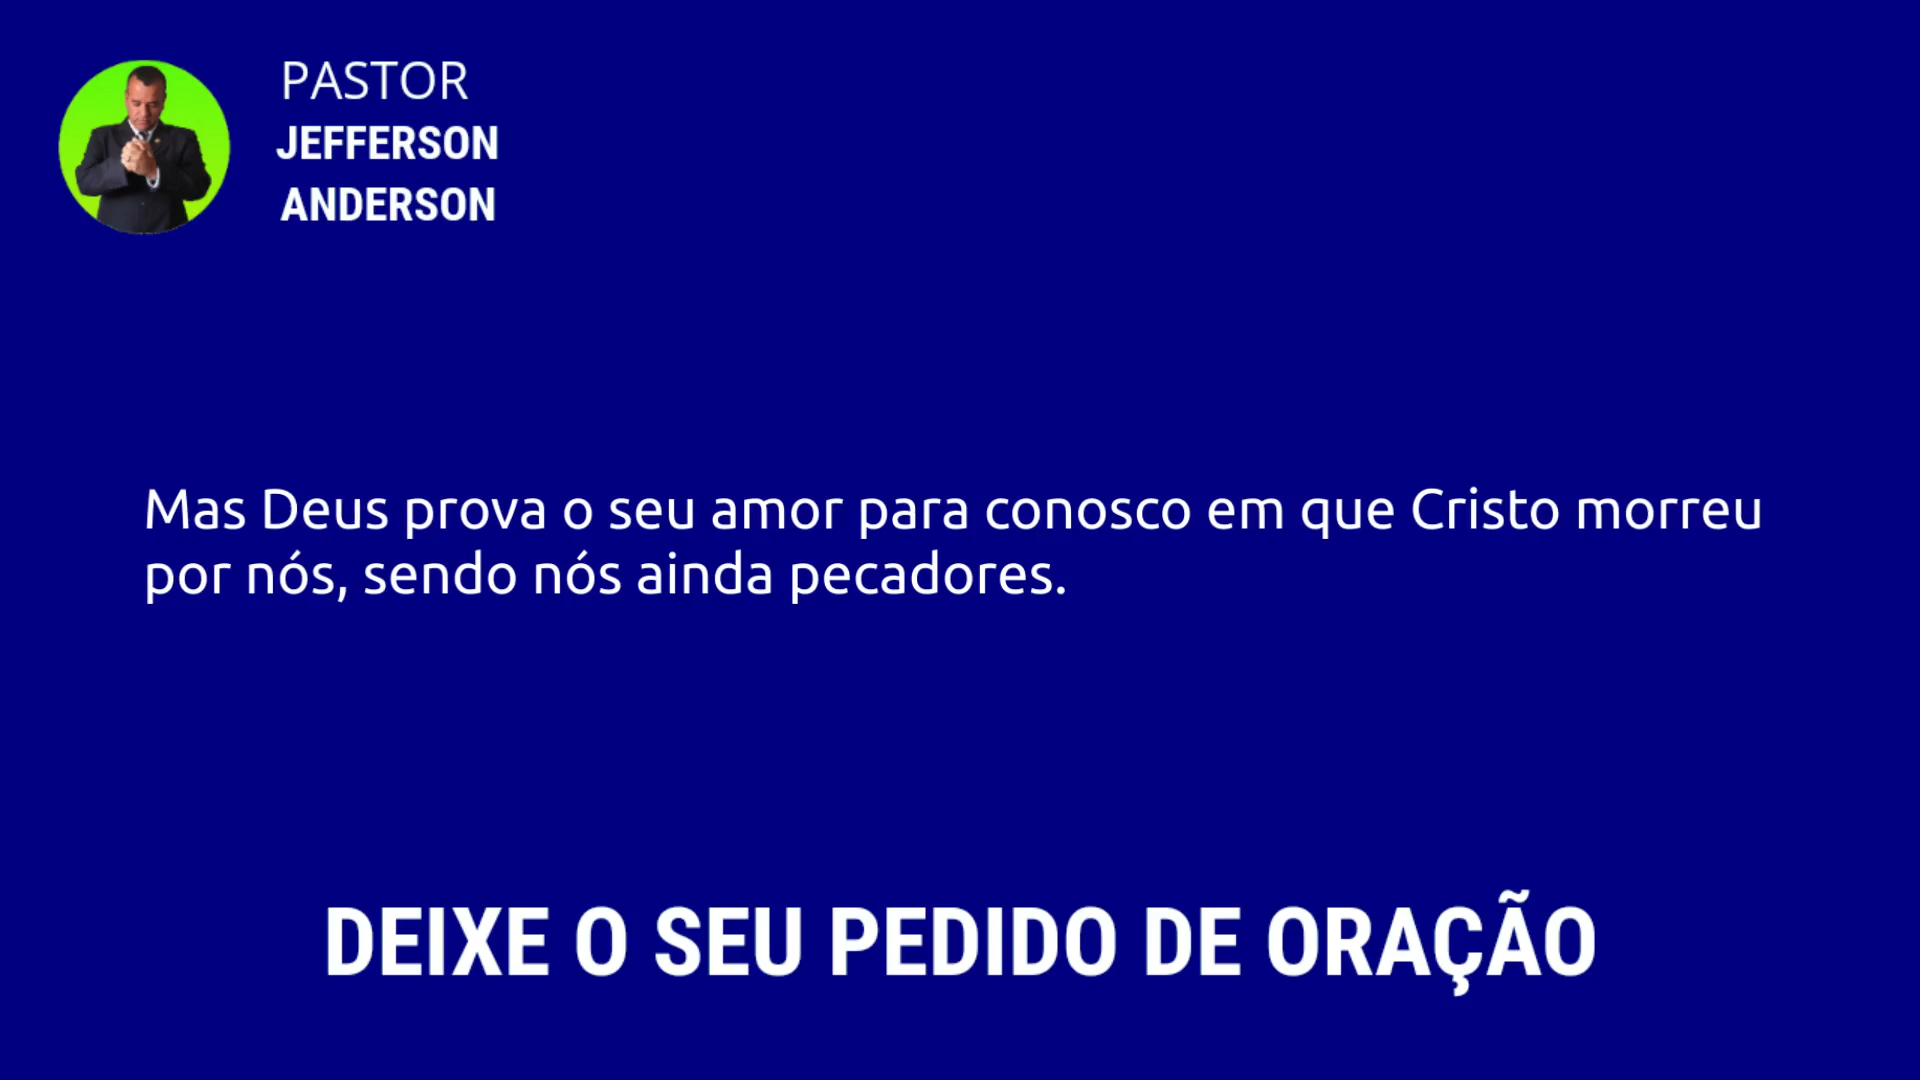 PASTOR
JEFFERSON
ANDERSON
Mas Deus prova o seu amor para conosco em que Cristo morreu
por nós, sendo nós ainda pecadores.
DEIXE O SEU PEDIDO DE ORAÇÃO